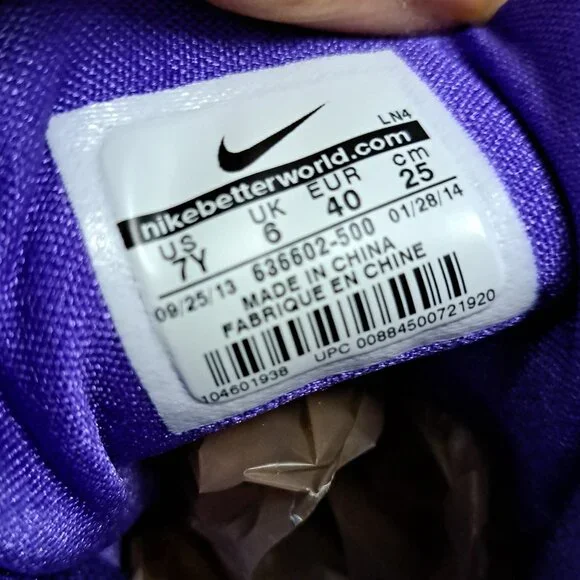 LN4
nikebetterworld.com
US UK EUR cm
7Y 6 40 25
09/25/13 636602-500 01/28/14
MADE IN CHINA
FABRIQUE EN CHINE
104601938 UPC 00884500721920